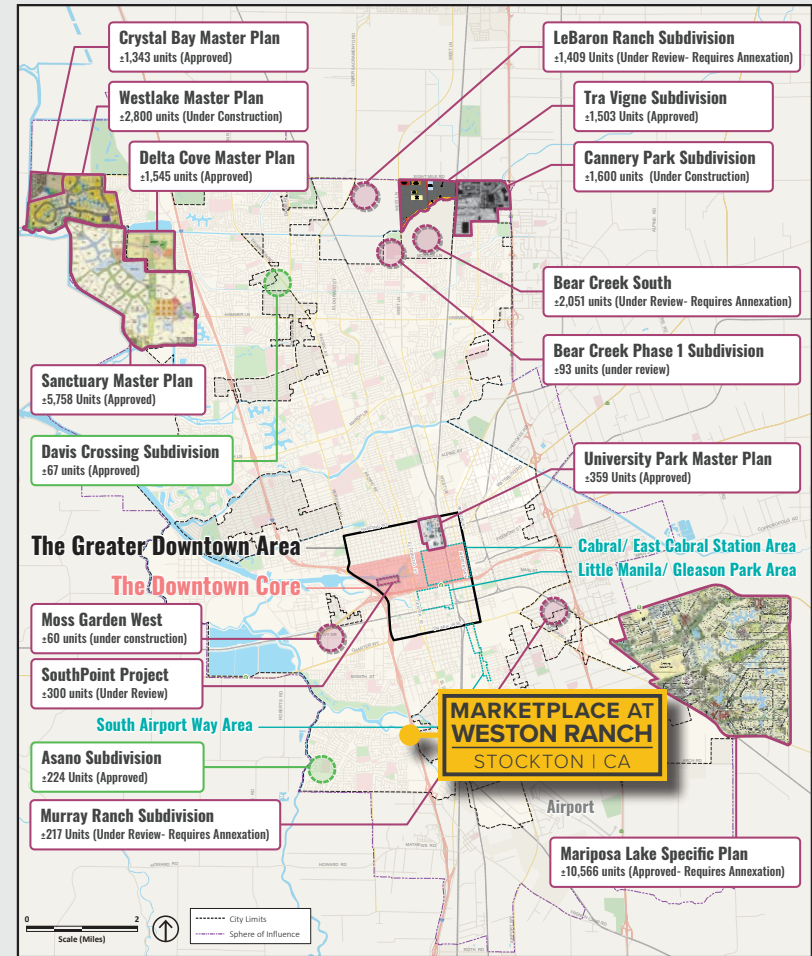 Crystal Bay Master Plan
±1,343 units (Approved)
Westlake Master Plan
±2,800 units (Under Construction)
Delta Cove Master Plan
±1,545 units (Approved)
LeBaron Ranch Subdivision
±1,409 Units (Under Review- Requires Annexation)
Tra Vigne Subdivision
±1,503 Units (Approved)
Cannery Park Subdivision
±1,600 units (Under Construction)
Bear Creek South
±2,051 units (Under Review- Requires Annexation)
Bear Creek Phase 1 Subdivision
±93 units (under review)
Sanctuary Master Plan
±5,758 Units (Approved)
Davis Crossing Subdivision
±67 units (Approved)
University Park Master Plan
±359 Units (Approved)
The Greater Downtown Area
Cabral/ East Cabral Station Area
Little Manila/ Gleason Park Area
The Downtown Core
Moss Garden West
±60 units (under construction)
SouthPoint Project
±300 units (Under Review)
South Airport Way Area
MARKETPLACE AT
WESTON RANCH
STOCKTON | CA
Asano Subdivision
±224 Units (Approved)
Airport
Murray Ranch Subdivision
±217 Units (Under Review- Requires Annexation)
Mariposa Lake Specific Plan
±10,566 units (Approved- Requires Annexation)
HOWARD RD
0 2
Scale (Miles)
City Limits
Sphere of Influence